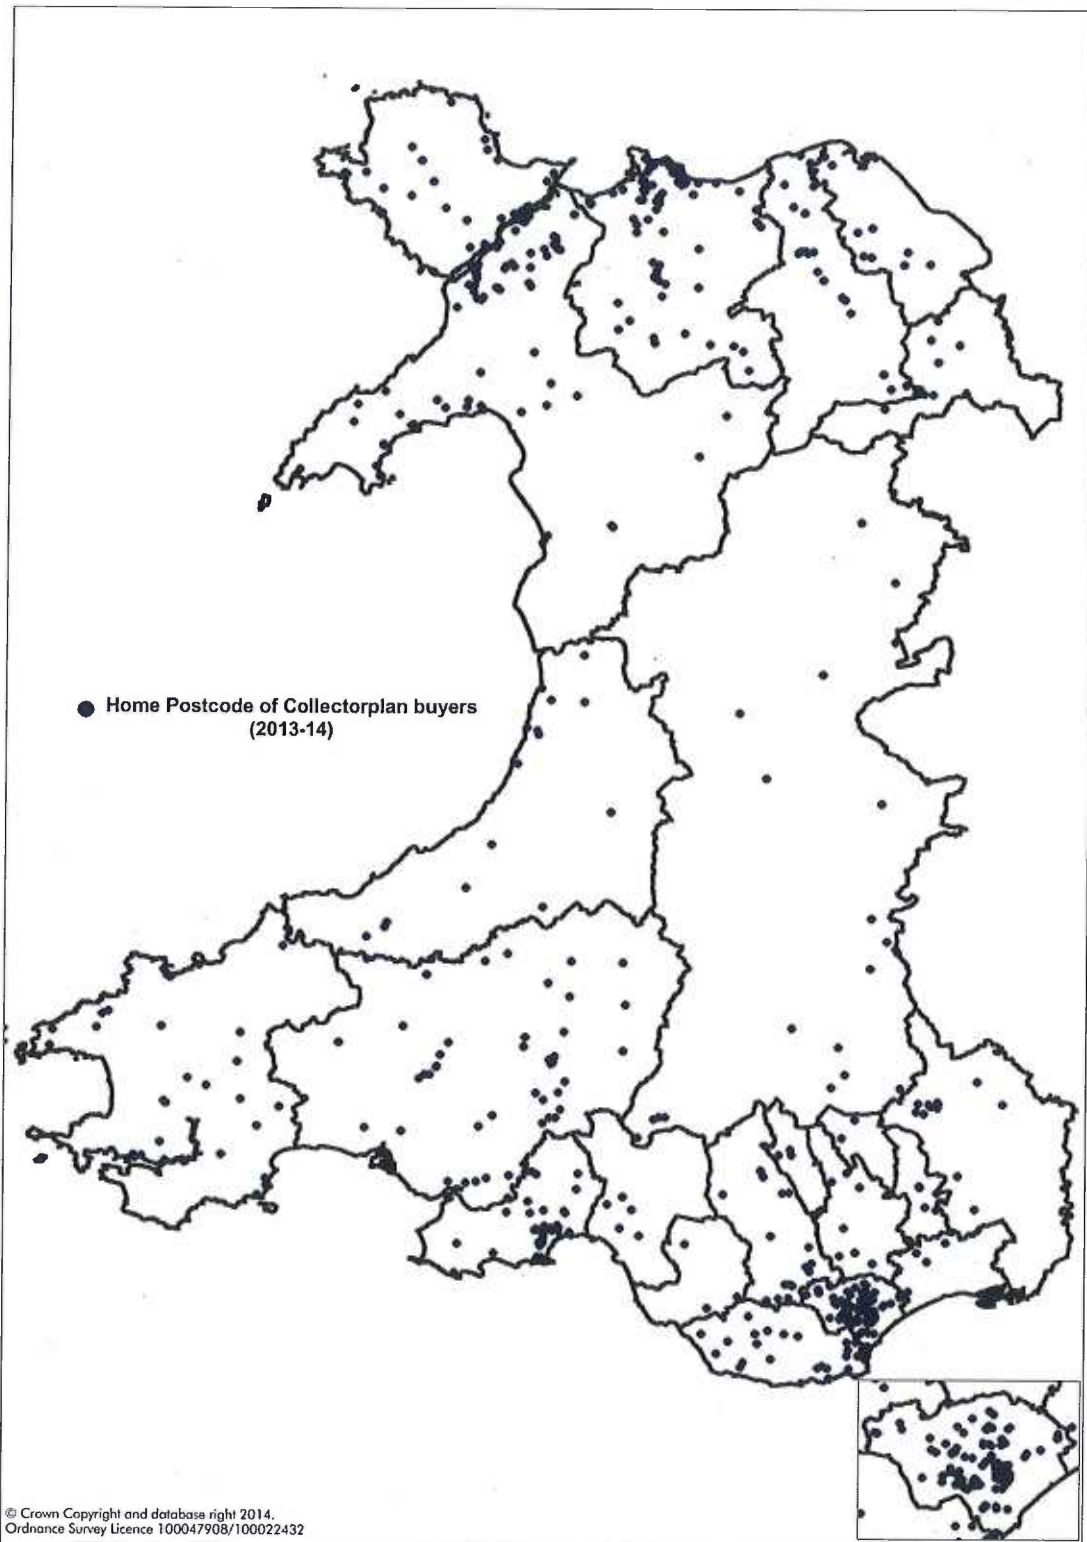 Home Postcode of Collectorplan buyers
(2013-14)
© Crown Copyright and database right 2014.
Ordnance Survey Licence 100047908/100022432